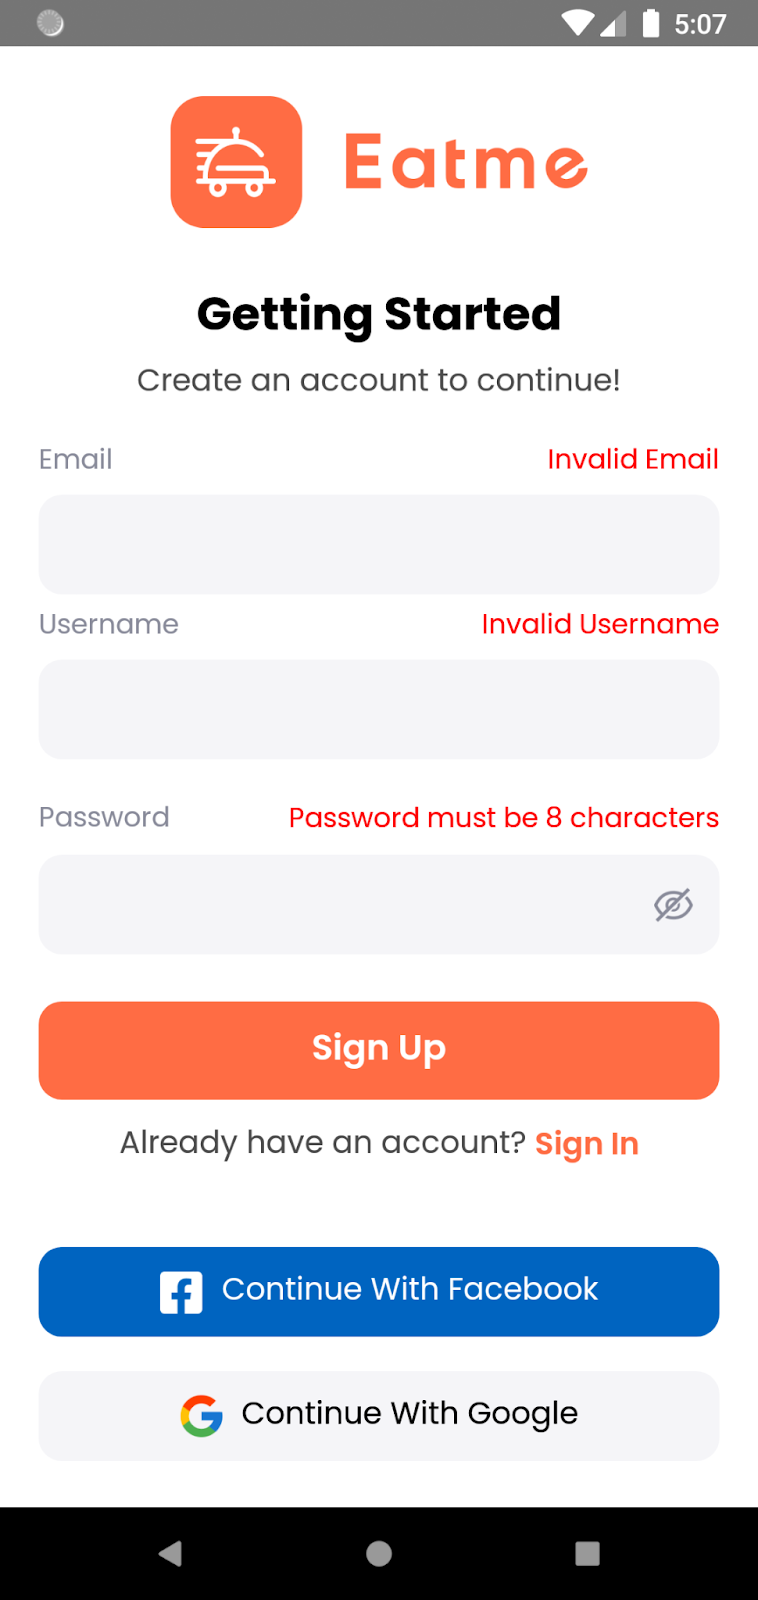 5:07
Eatme
Getting Started
Create an account to continue!
Email Invalid Email
Username Invalid Username
Password Password must be 8 characters
Sign Up
Already have an account? Sign In
Continue With Facebook
Continue With Google